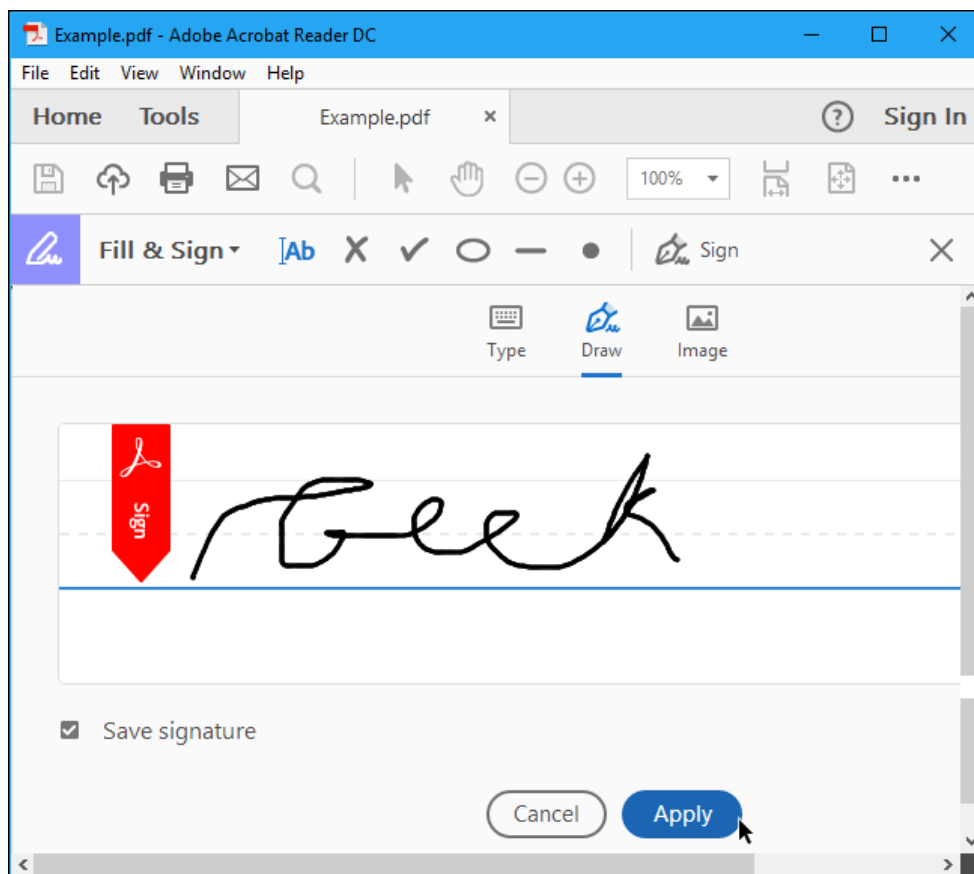 Example.pdf - Adobe Acrobat Reader DC
File Edit View Window Help
Home Tools Example.pdf × ? Sign In
100%
Fill & Sign Ab Sign
Type Draw Image
Sign
Geek
Save signature
Cancel Apply